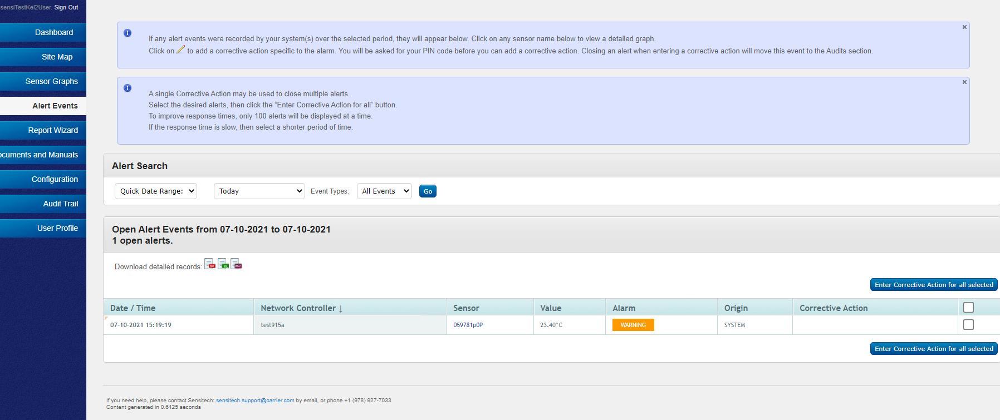 sensiTestKel2User. Sign Out
Dashboard
Site Map
Sensor Graphs
Alert Events
Report Wizard
ocuments and Manuals
Configuration
Audit Trail
User Profile
If any alert events were recorded by your system(s) over the selected period, they will appear below. Click on any sensor name below to view a detailed graph.
Click on to add a corrective action specific to the alarm. You will be asked for your PIN code before you can add a corrective action. Closing an alert when entering a corrective action will move this event to the Audits section.
A single Corrective Action may be used to close multiple alerts.
Select the desired alerts, then click the “Enter Corrective Action for all” button.
To improve response times, only 100 alerts will be displayed at a time.
If the response time is slow, then select a shorter period of time.
Alert Search
Quick Date Range: Today Event Types: All Events Go
Open Alert Events from 07-10-2021 to 07-10-2021
1 open alerts.
Download detailed records: PDF XL CSV
Enter Corrective Action for all selected
Date / Time Network Controller ↓ Sensor Value Alarm Origin Corrective Action
07-10-2021 15:19:19 test915a 059781p0P 23.40°C WARNING SYSTEM
Enter Corrective Action for all selected
If you need help, please contact Sensitech: sensitech.support@carrier.com by email, or phone +1 (978) 927-7033
Content generated in 0.6125 seconds